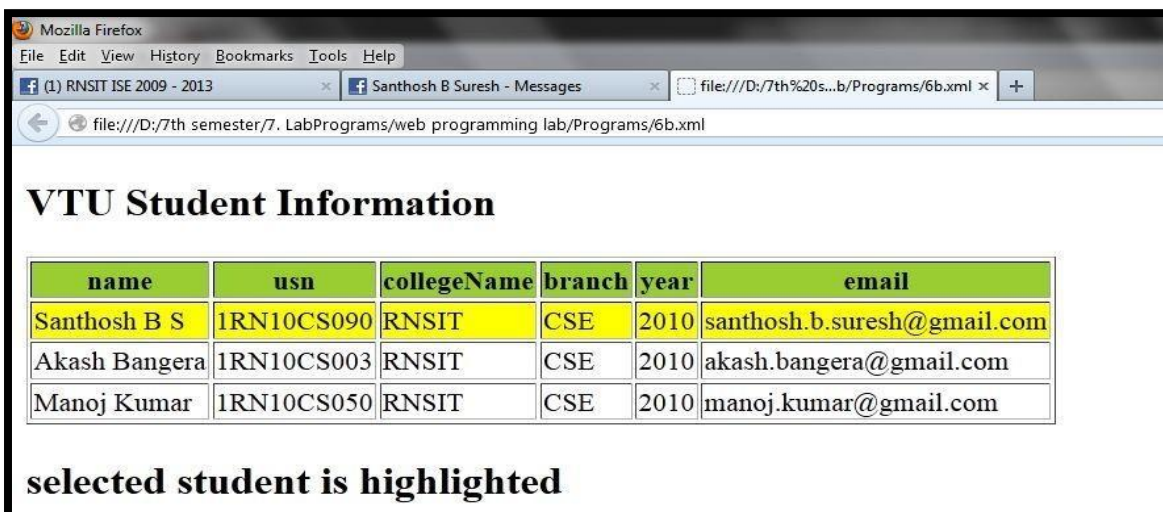 Mozilla Firefox
File Edit View History Bookmarks Tools Help
(1) RNSIT ISE 2009 - 2013 × Santhosh B Suresh - Messages × file:///D:/7th%20s...b/Programs/6b.xml × +
file:///D:/7th semester/7. LabPrograms/web programming lab/Programs/6b.xml
VTU Student Information
name usn collegeName branch year email
Santhosh B S 1RN10CS090 RNSIT CSE 2010 santhosh.b.suresh@gmail.com
Akash Bangera 1RN10CS003 RNSIT CSE 2010 akash.bangera@gmail.com
Manoj Kumar 1RN10CS050 RNSIT CSE 2010 manoj.kumar@gmail.com
selected student is highlighted